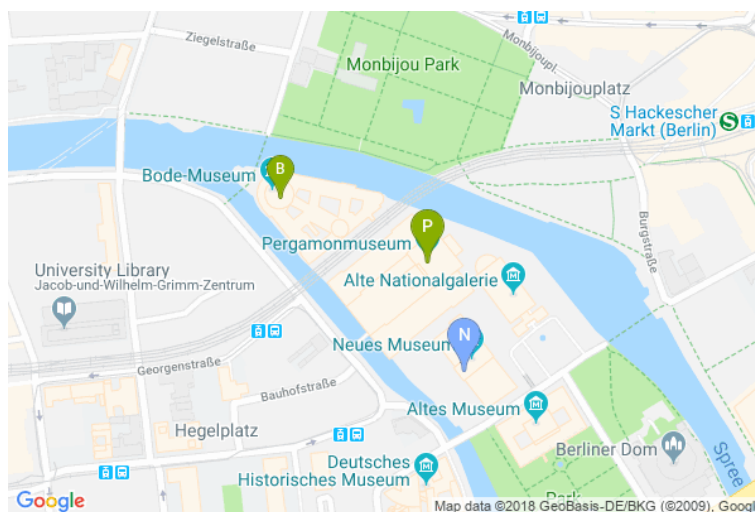 Ziegelstraße
Monbijou Park
Monbijoupl.
Monbijouplatz
S Hackescher
Markt (Berlin)
S
Bode-Museum
B
Burgstraße
Pergamonmuseum
P
University Library
Jacob-und-Wilhelm-Grimm-Zentrum
Alte Nationalgalerie
Neues Museum
N
Georgenstraße
Bauhofstraße
Altes Museum
Hegelplatz
Berliner Dom
Deutsches
Historisches Museum
Spree
Park
Google
Map data ©2018 GeoBasis-DE/BKG (©2009), Googl